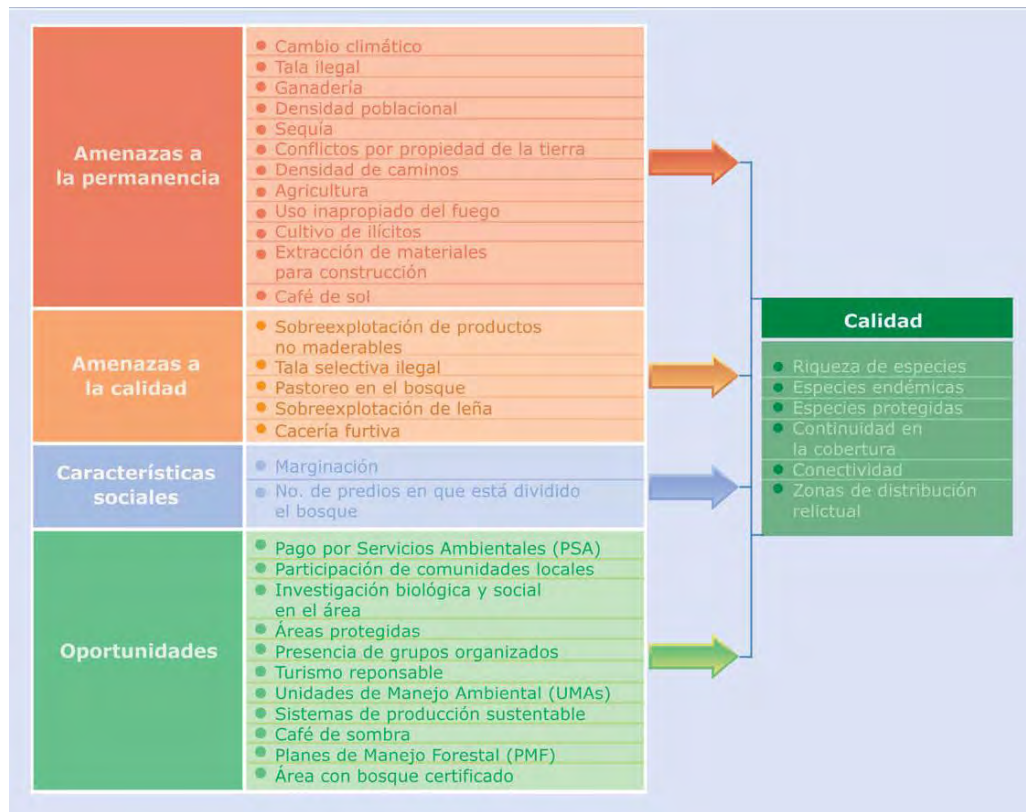 Amenazas a
la permanencia
Cambio climático
Tala ilegal
Ganadería
Densidad poblacional
Sequía
Conflictos por propiedad de la tierra
Densidad de caminos
Agricultura
Uso inapropiado del fuego
Cultivo de ilícitos
Extracción de materiales
para construcción
Café de sol
Amenazas a
la calidad
Sobreexplotación de productos
no maderables
Tala selectiva ilegal
Pastoreo en el bosque
Sobreexplotación de leña
Cacería furtiva
Características
sociales
Marginación
No. de predios en que está dividido
el bosque
Oportunidades
Pago por Servicios Ambientales (PSA)
Participación de comunidades locales
Investigación biológica y social
en el área
Áreas protegidas
Presencia de grupos organizados
Turismo reponsable
Unidades de Manejo Ambiental (UMAs)
Sistemas de producción sustentable
Café de sombra
Planes de Manejo Forestal (PMF)
Área con bosque certificado
Calidad
Riqueza de especies
Especies endémicas
Especies protegidas
Continuidad en
la cobertura
Conectividad
Zonas de distribución
relictual